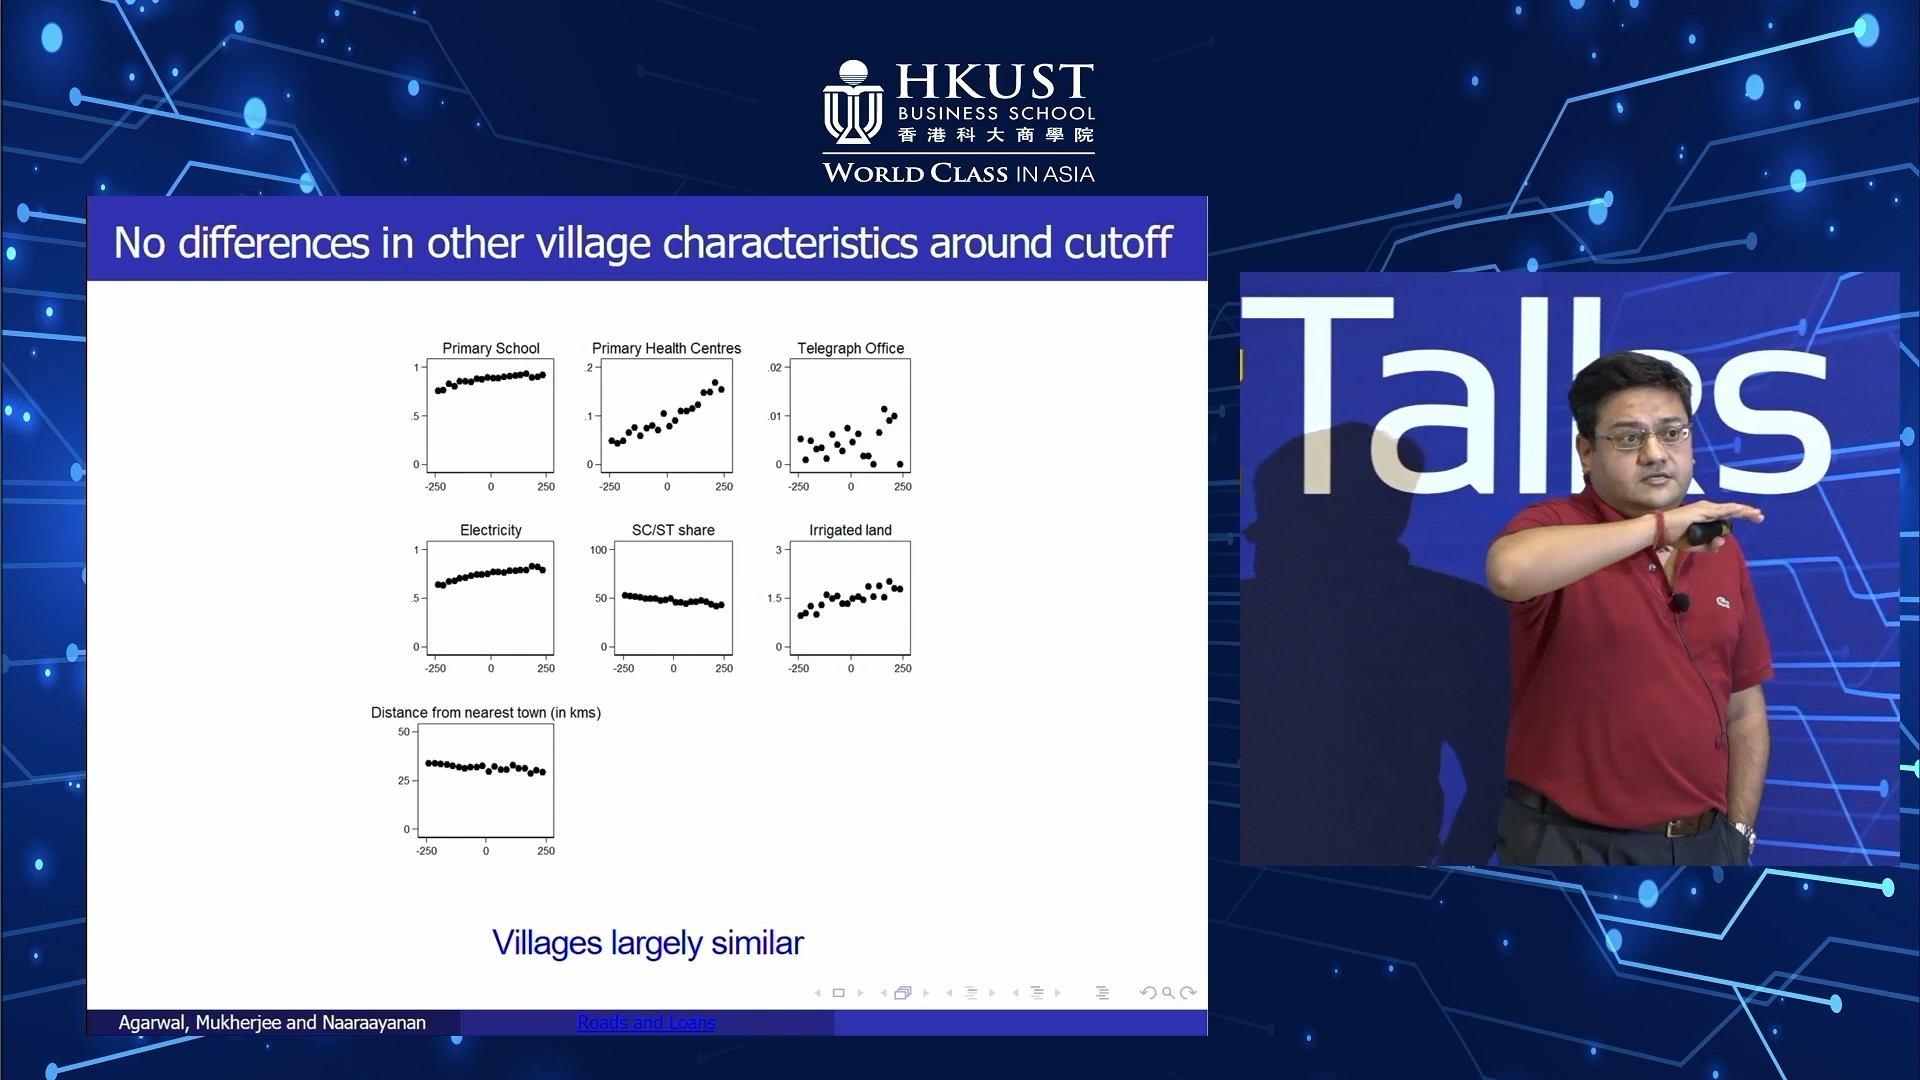 HKUST
BUSINESS SCHOOL
香港科大商學院
WORLD CLASS IN ASIA
No differences in other village characteristics around cutoff
Primary School
1
.5
0
-250 0 250
Primary Health Centres
.2
.1
0
-250 0 250
Telegraph Office
.02
.01
0
-250 0 250
Electricity
1
.5
0
-250 0 250
SC/ST share
100
50
0
-250 0 250
Irrigated land
3
1.5
0
-250 0 250
Distance from nearest town (in kms)
50
25
0
-250 0 250
Villages largely similar
Agarwal, Mukherjee and Naaraayanan
Roads and Loans
Talks